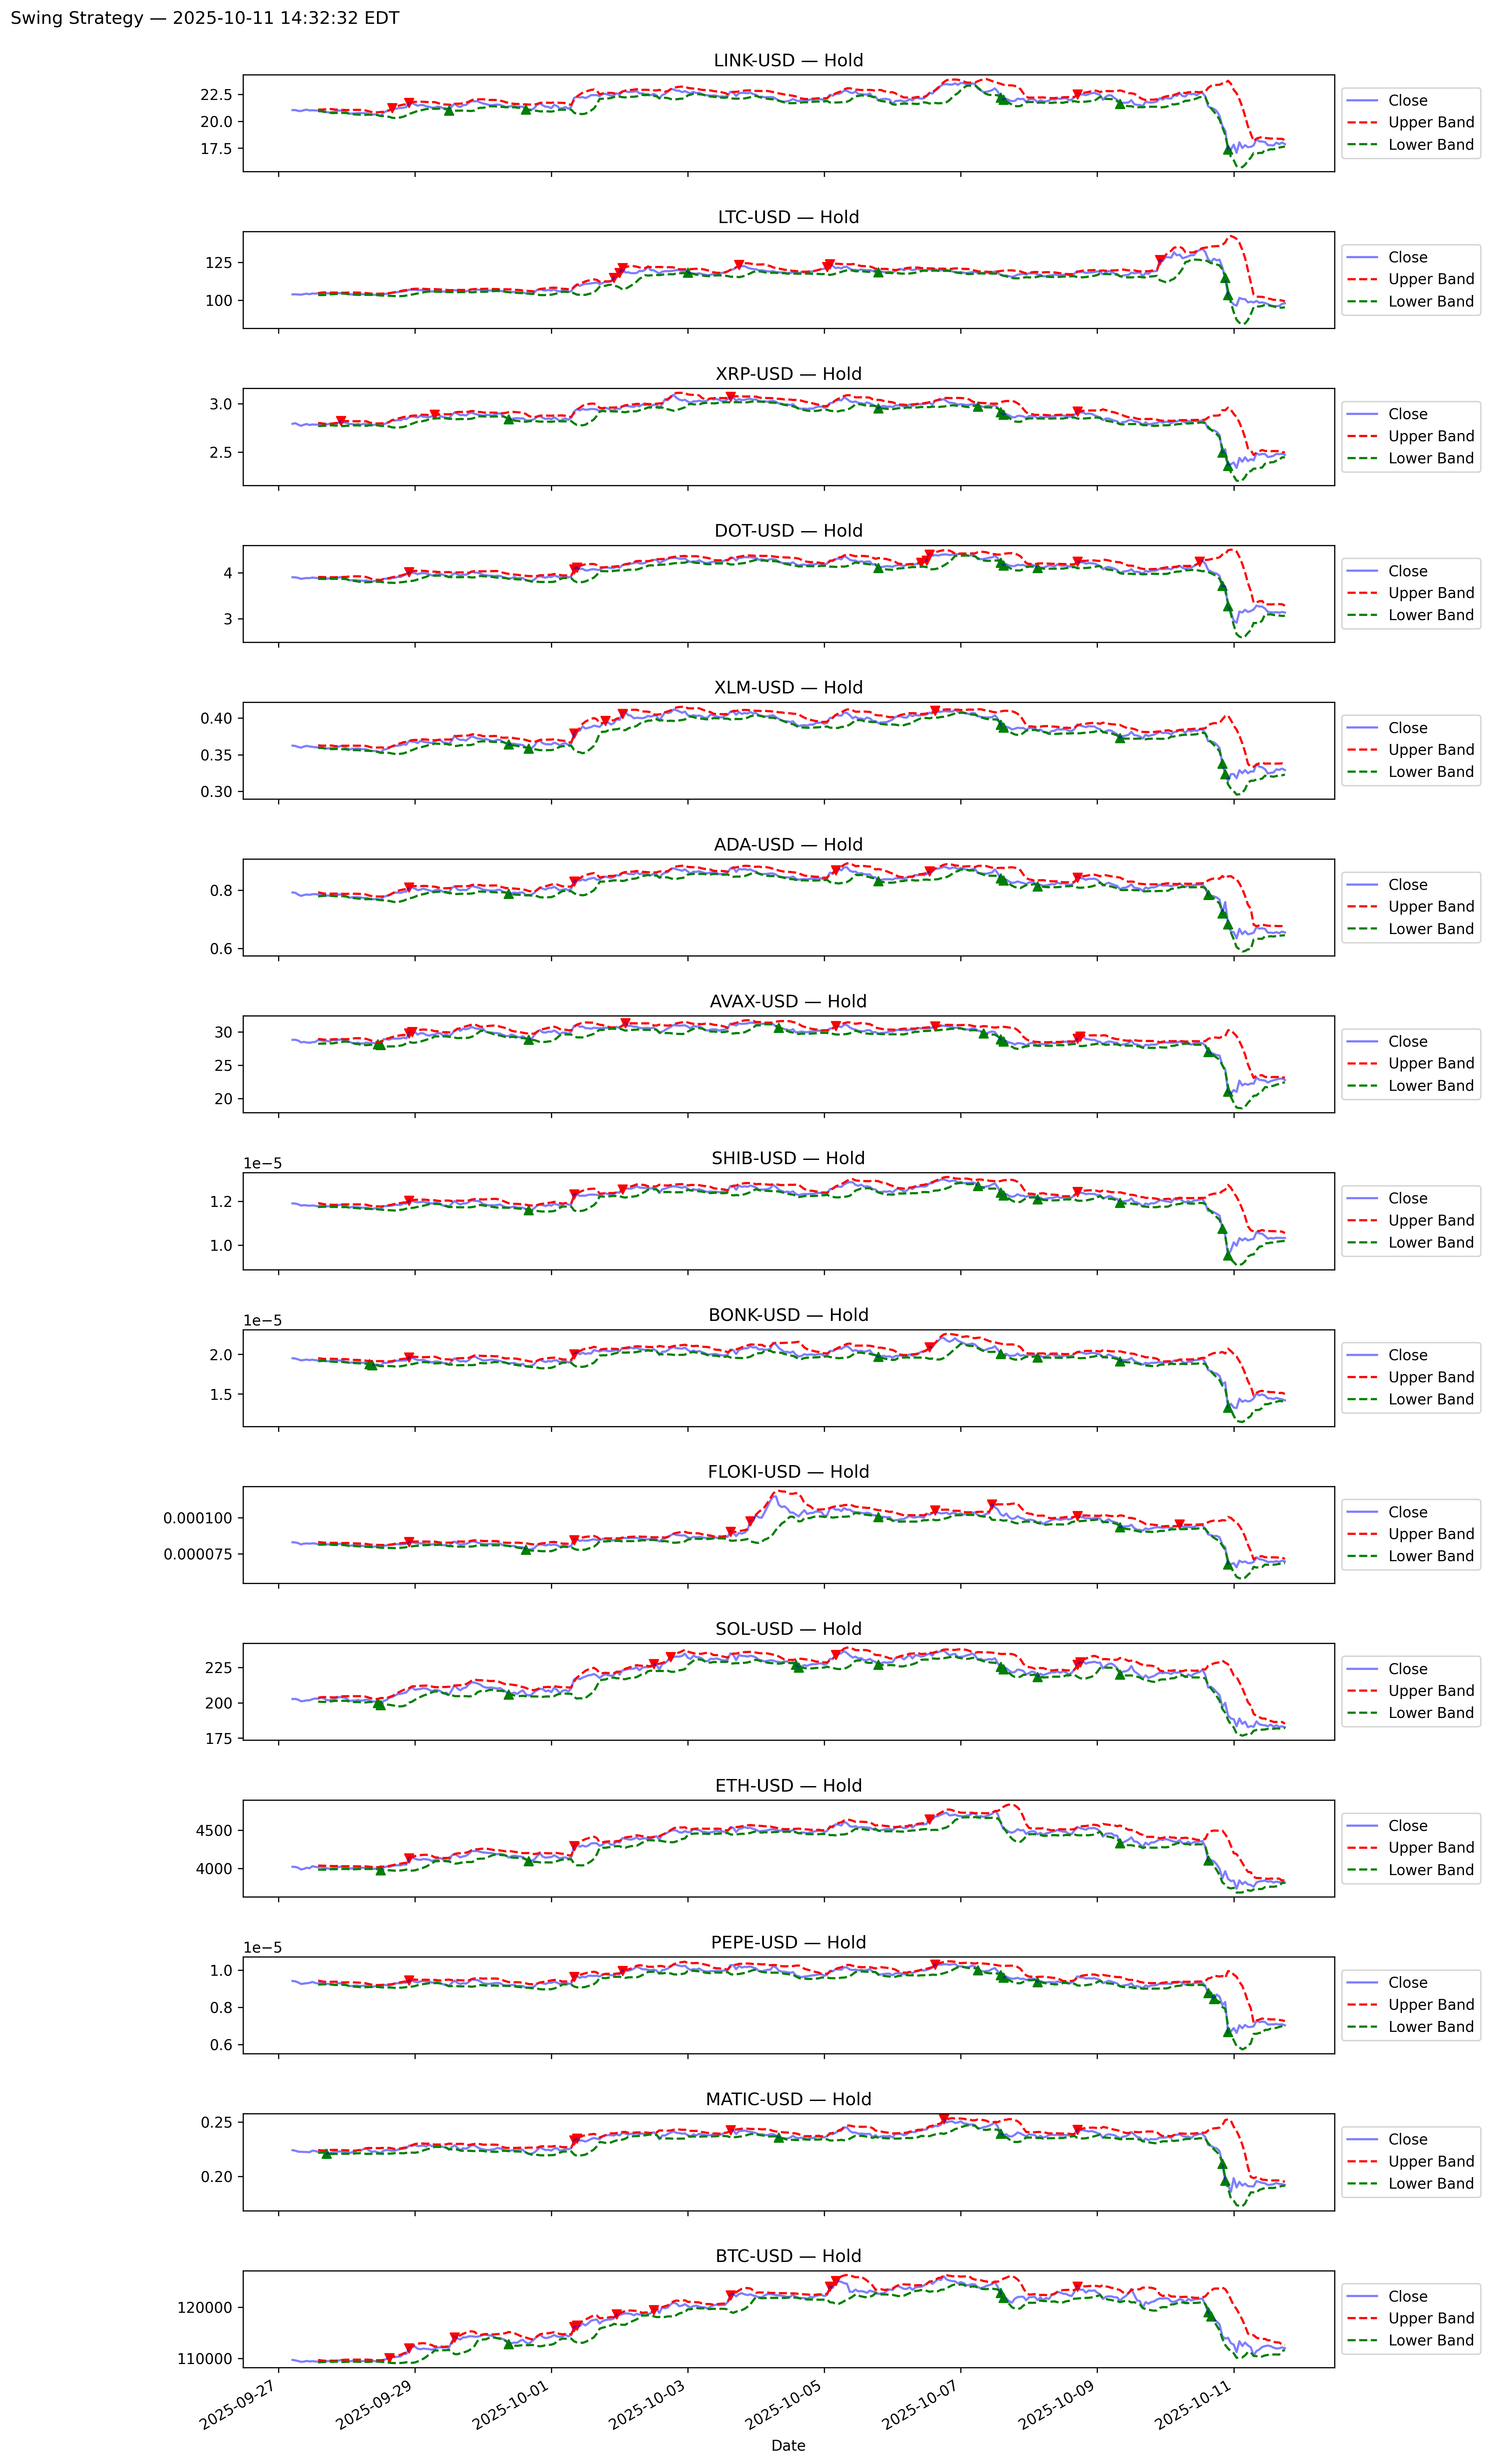 Swing Strategy — 2025-10-11 14:32:32 EDT
LINK-USD — Hold
22.5
20.0
17.5
Close
Upper Band
Lower Band
LTC-USD — Hold
125
100
Close
Upper Band
Lower Band
XRP-USD — Hold
3.0
2.5
Close
Upper Band
Lower Band
DOT-USD — Hold
4
3
Close
Upper Band
Lower Band
XLM-USD — Hold
0.40
0.35
0.30
Close
Upper Band
Lower Band
ADA-USD — Hold
0.8
0.6
Close
Upper Band
Lower Band
AVAX-USD — Hold
30
25
20
Close
Upper Band
Lower Band
SHIB-USD — Hold
1e−5
1.2
1.0
Close
Upper Band
Lower Band
BONK-USD — Hold
1e−5
2.0
1.5
Close
Upper Band
Lower Band
FLOKI-USD — Hold
0.000100
0.000075
Close
Upper Band
Lower Band
SOL-USD — Hold
225
200
175
Close
Upper Band
Lower Band
ETH-USD — Hold
4500
4000
Close
Upper Band
Lower Band
PEPE-USD — Hold
1e−5
1.0
0.8
0.6
Close
Upper Band
Lower Band
MATIC-USD — Hold
0.25
0.20
Close
Upper Band
Lower Band
BTC-USD — Hold
120000
110000
Close
Upper Band
Lower Band
2025-09-27
2025-09-29
2025-10-01
2025-10-03
2025-10-05
2025-10-07
2025-10-09
2025-10-11
Date